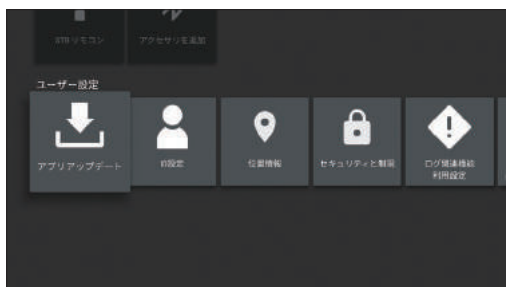 STBリモコン
アクセサリを追加
ユーザー設定
アプリアップデート
ID設定
位置情報
セキュリティと制限
ログ関連機能
利用設定